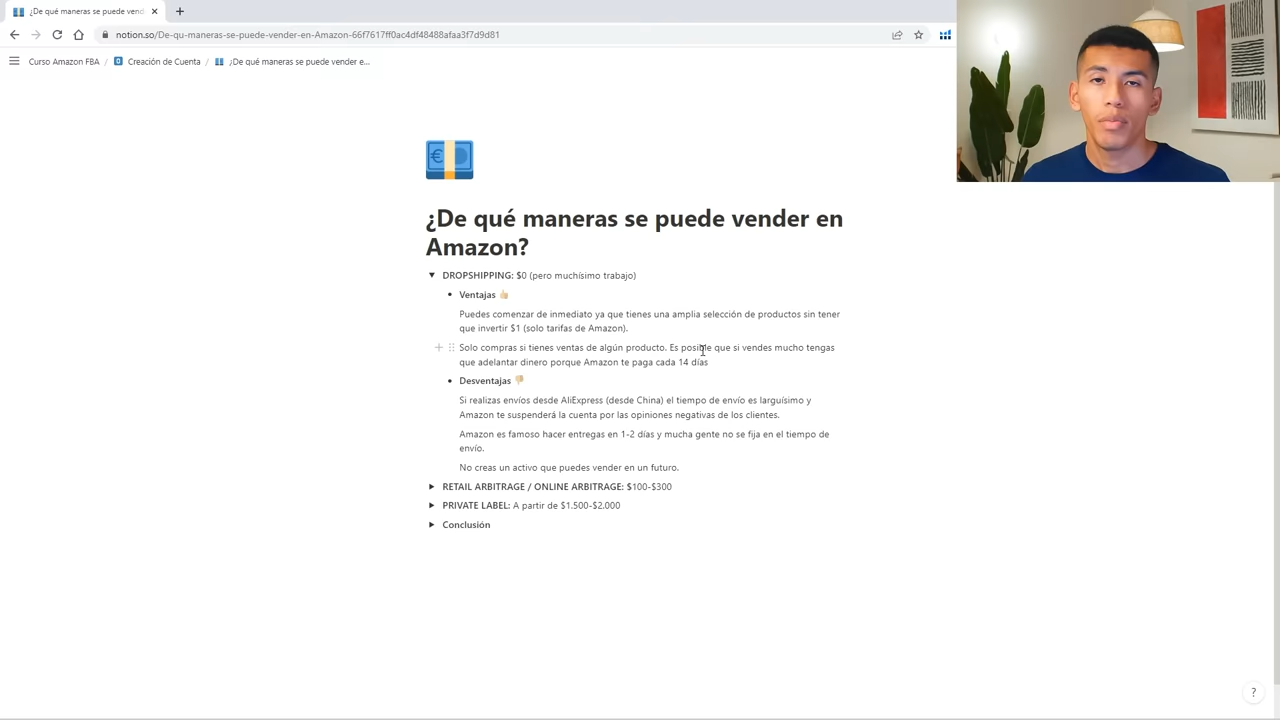 ¿De qué maneras se puede vend
notion.so/De-qu-maneras-se-puede-vender-en-Amazon-66f7617ff0ac4df48488afaa3f7d9d81
Curso Amazon FBA / Creación de Cuenta / ¿De qué maneras se puede vender e...
¿De qué maneras se puede vender en
Amazon?
DROPSHIPPING: $0 (pero muchísimo trabajo)
Ventajas
Puedes comenzar de inmediato ya que tienes una amplia selección de productos sin tener
que invertir $1 (solo tarifas de Amazon).
Solo compras si tienes ventas de algún producto. Es posible que si vendes mucho tengas
que adelantar dinero porque Amazon te paga cada 14 días
Desventajas
Si realizas envíos desde AliExpress (desde China) el tiempo de envío es larguísimo y
Amazon te suspenderá la cuenta por las opiniones negativas de los clientes.
Amazon es famoso hacer entregas en 1-2 días y mucha gente no se fija en el tiempo de
envío.
No creas un activo que puedes vender en un futuro.
RETAIL ARBITRAGE / ONLINE ARBITRAGE: $100-$300
PRIVATE LABEL: A partir de $1.500-$2.000
Conclusión
?